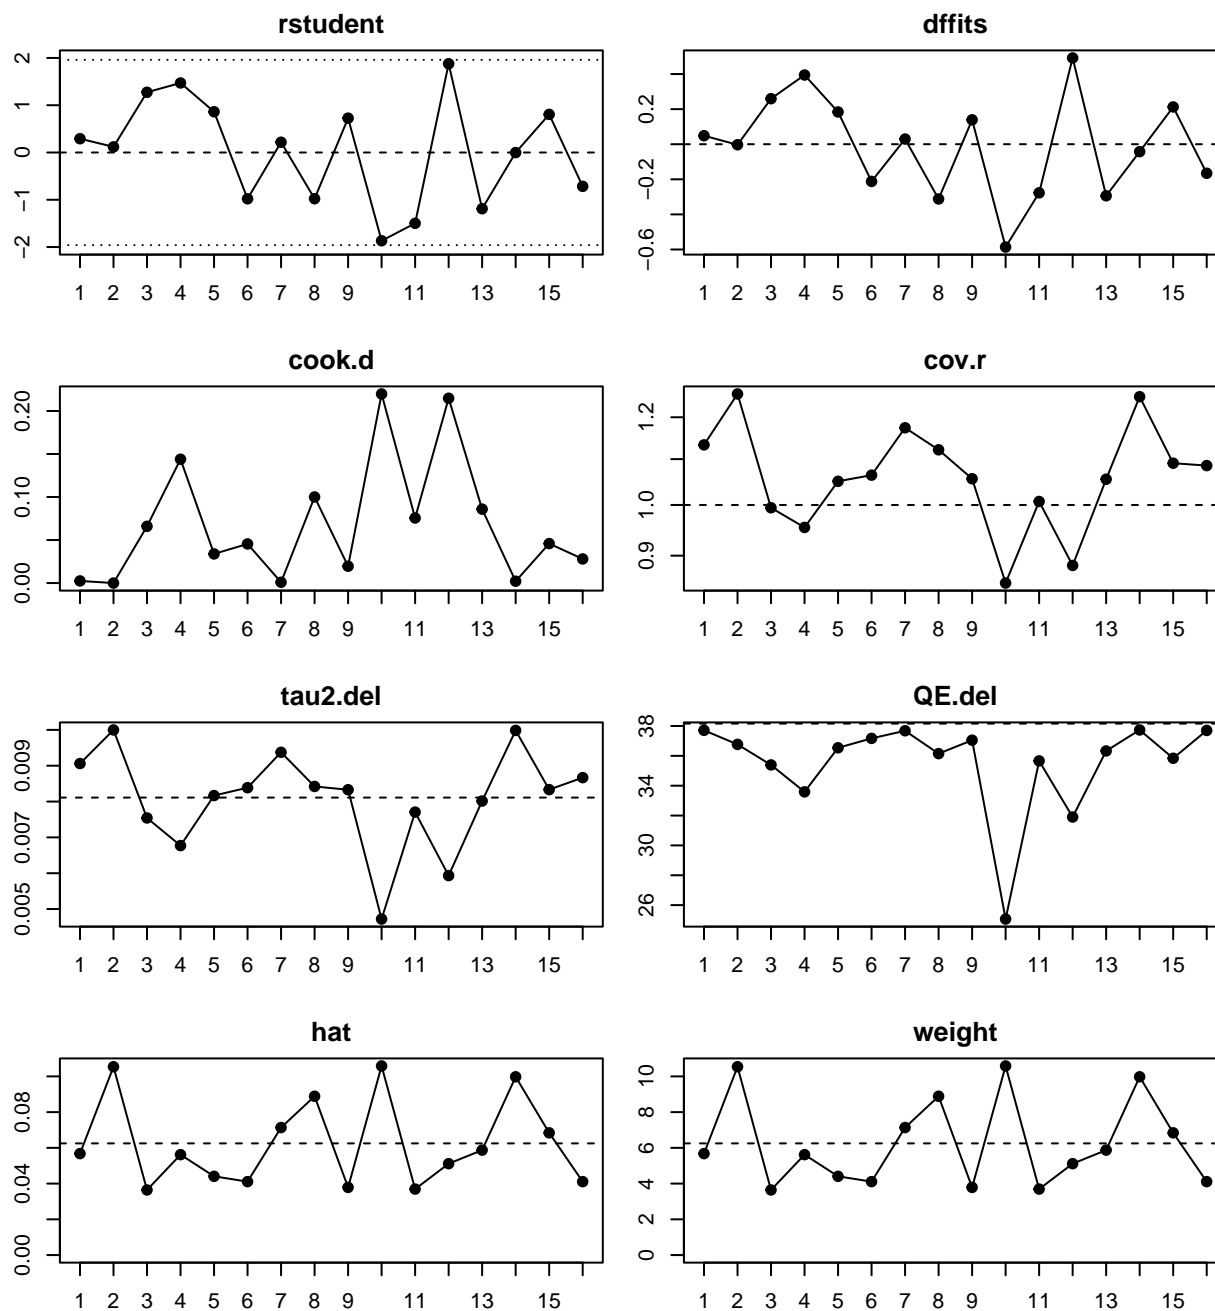 rstudent
2
1
0
−1
−2
1 2 3 4 5 6 7 8 9 11 13 15
dffits
0.2
−0.2
−0.6
1 2 3 4 5 6 7 8 9 11 13 15
cook.d
0.20
0.10
0.00
1 2 3 4 5 6 7 8 9 11 13 15
cov.r
1.2
1.0
0.9
1 2 3 4 5 6 7 8 9 11 13 15
tau2.del
0.009
0.007
0.005
1 2 3 4 5 6 7 8 9 11 13 15
QE.del
38
34
30
26
1 2 3 4 5 6 7 8 9 11 13 15
hat
0.08
0.04
0.00
1 2 3 4 5 6 7 8 9 11 13 15
weight
10
8
6
4
2
0
1 2 3 4 5 6 7 8 9 11 13 15